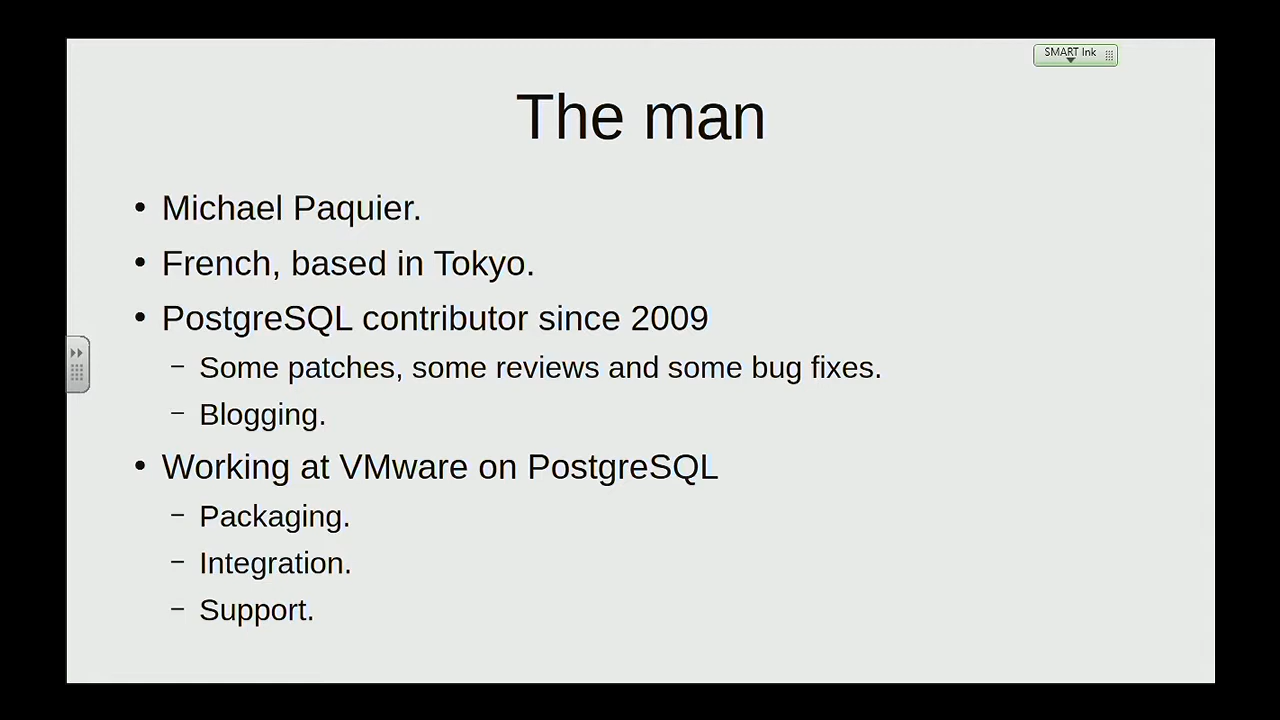 SMART Ink
The man
• Michael Paquier.
• French, based in Tokyo.
• PostgreSQL contributor since 2009
– Some patches, some reviews and some bug fixes.
– Blogging.
• Working at VMware on PostgreSQL
– Packaging.
– Integration.
– Support.